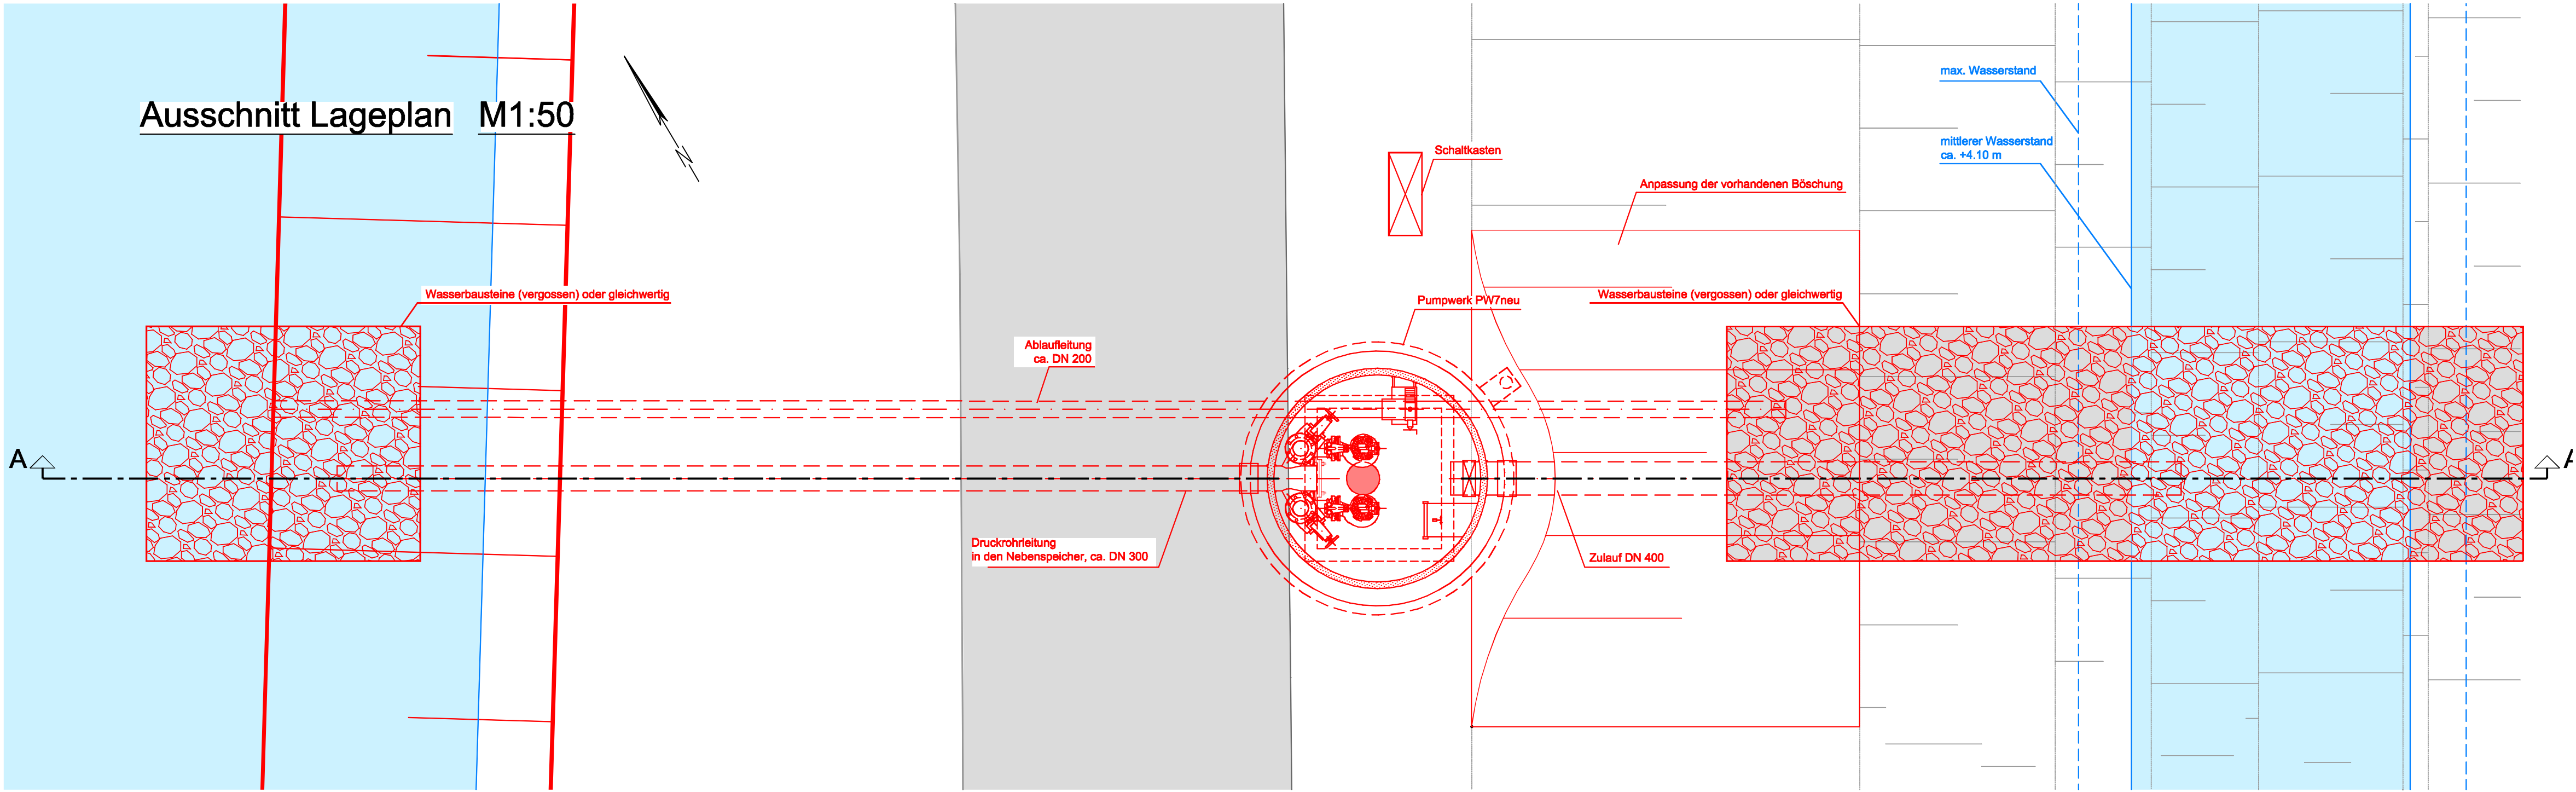 Ausschnitt Lageplan M1:50
max. Wasserstand
mittlerer Wasserstand
ca. +4.10 m
Schaltkasten
Anpassung der vorhandenen Böschung
Wasserbausteine (vergossen) oder gleichwertig
Pumpwerk PW7neu
Wasserbausteine (vergossen) oder gleichwertig
Ablaufleitung
ca. DN 200
A
A
Druckrohrleitung
in den Nebenspeicher, ca. DN 300
Zulauf DN 400
N